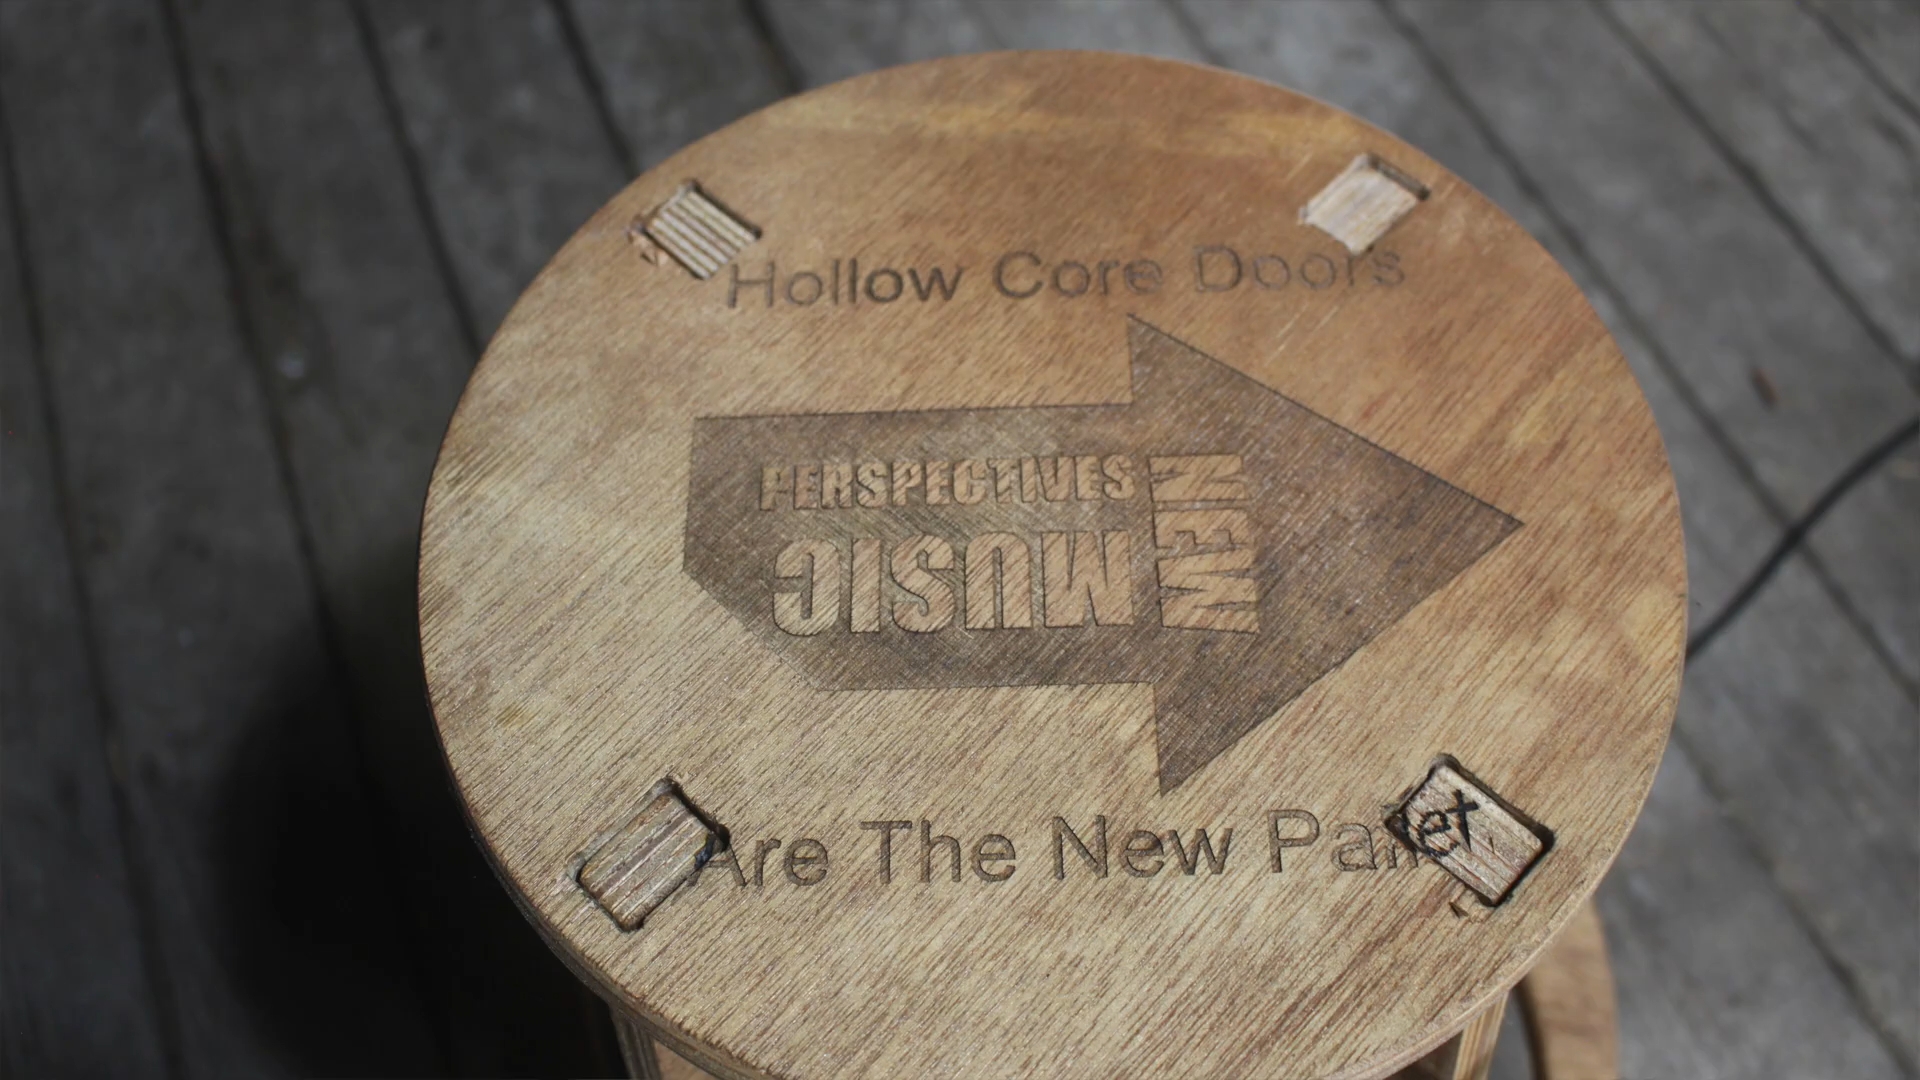 Hollow Core Doors
NEW
MUSIC
PERSPECTIVES
Are The New Pallet